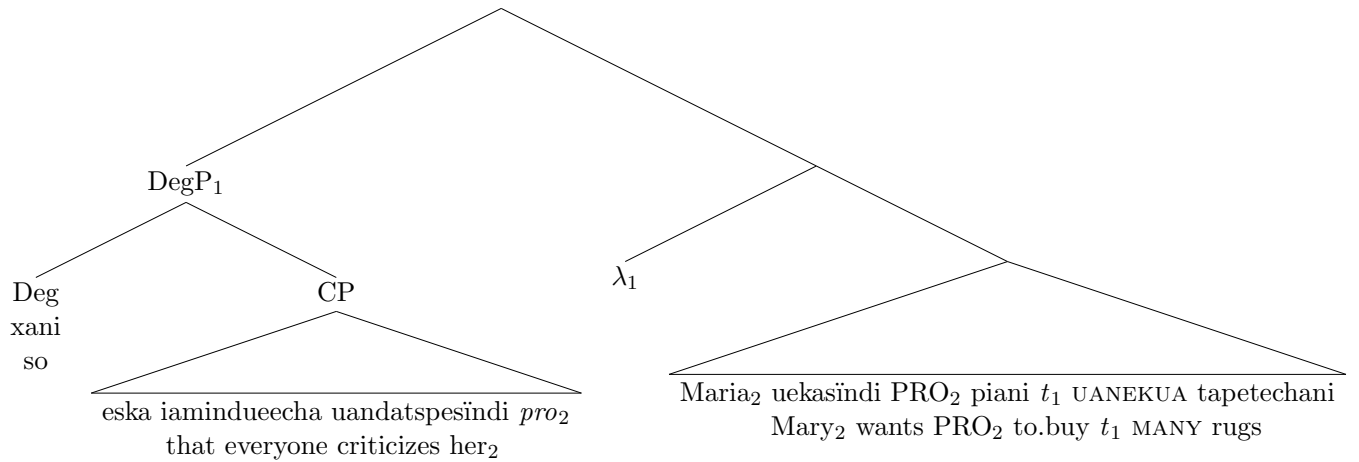 DegP₁
Deg
xani
so
CP
eska iamindueecha uandatspesïndi pro₂
that everyone criticizes her₂
λ₁
Maria₂ uekasïndi PRO₂ piani t₁ UANEKUA tapetechani
Mary₂ wants PRO₂ to.buy t₁ MANY rugs